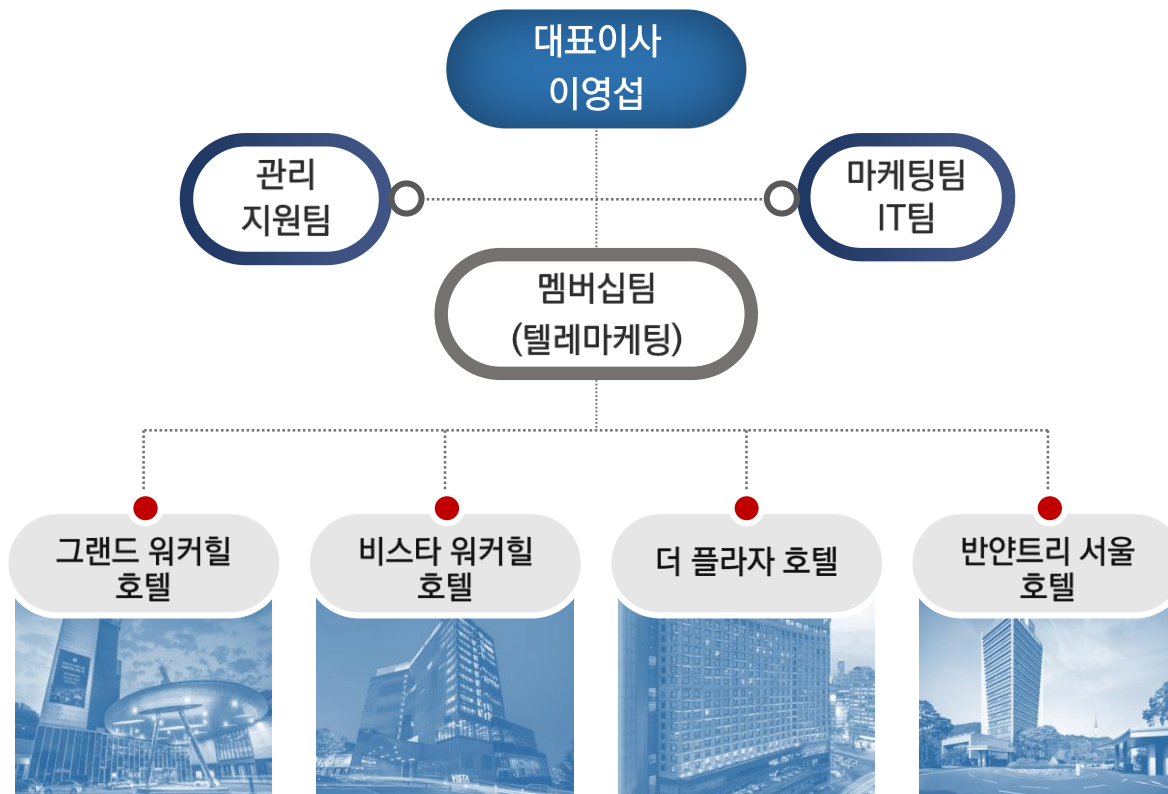 대표이사
이영섭
관리
지원팀
마케팅팀
IT팀
멤버십팀
(텔레마케팅)
그랜드 워커힐
호텔
비스타 워커힐
호텔
더 플라자 호텔
반얀트리 서울
호텔
VISTA